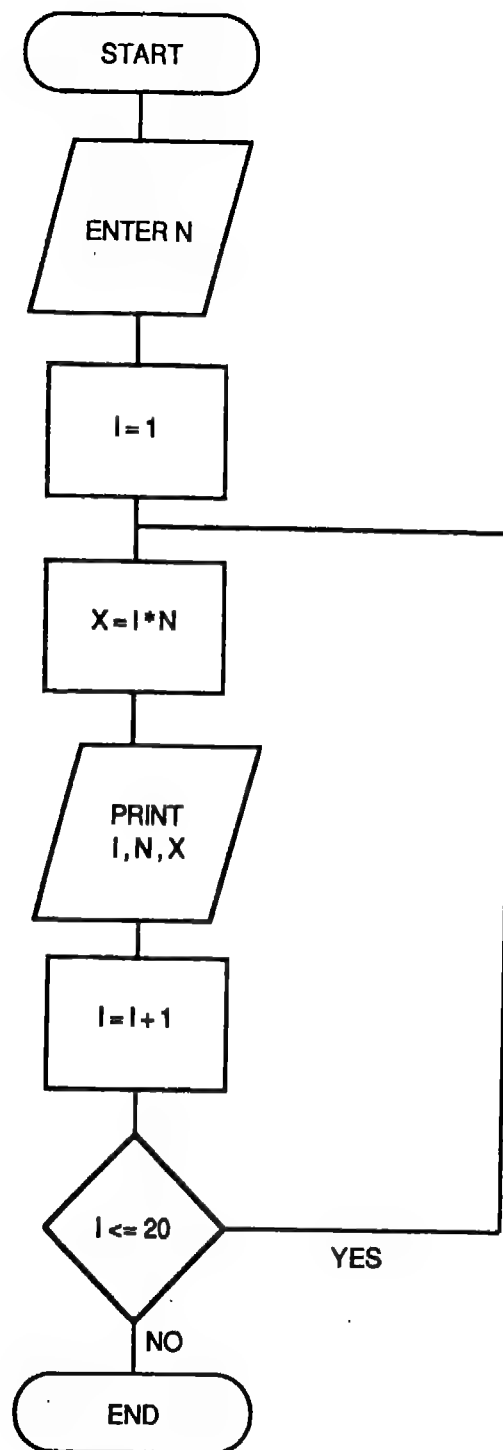 START
ENTER N
I = 1
X = I * N
PRINT
I, N, X
I = I + 1
I <= 20
YES
NO
END